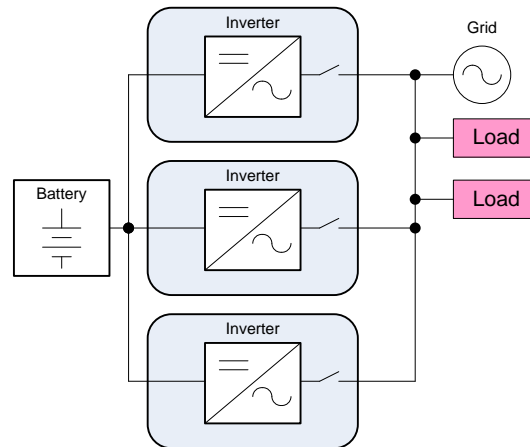 Inverter
Grid
Load
Inverter
Battery
Load
Inverter